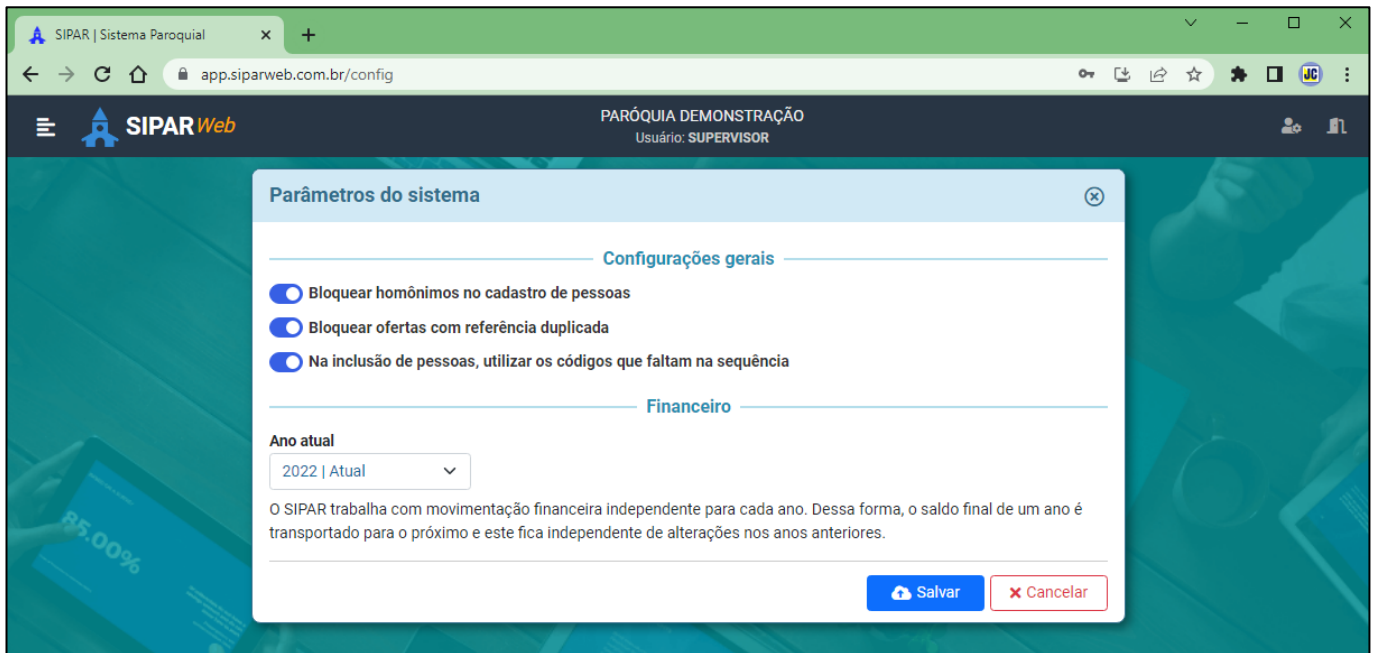 SIPAR | Sistema Paroquial
app.siparweb.com.br/config
JC
SIPAR Web
PARÓQUIA DEMONSTRAÇÃO
Usuário: SUPERVISOR
Parâmetros do sistema
Configurações gerais
Bloquear homônimos no cadastro de pessoas
Bloquear ofertas com referência duplicada
Na inclusão de pessoas, utilizar os códigos que faltam na sequência
Financeiro
Ano atual
2022 | Atual
O SIPAR trabalha com movimentação financeira independente para cada ano. Dessa forma, o saldo final de um ano é
transportado para o próximo e este fica independente de alterações nos anos anteriores.
85.00%
Salvar
Cancelar